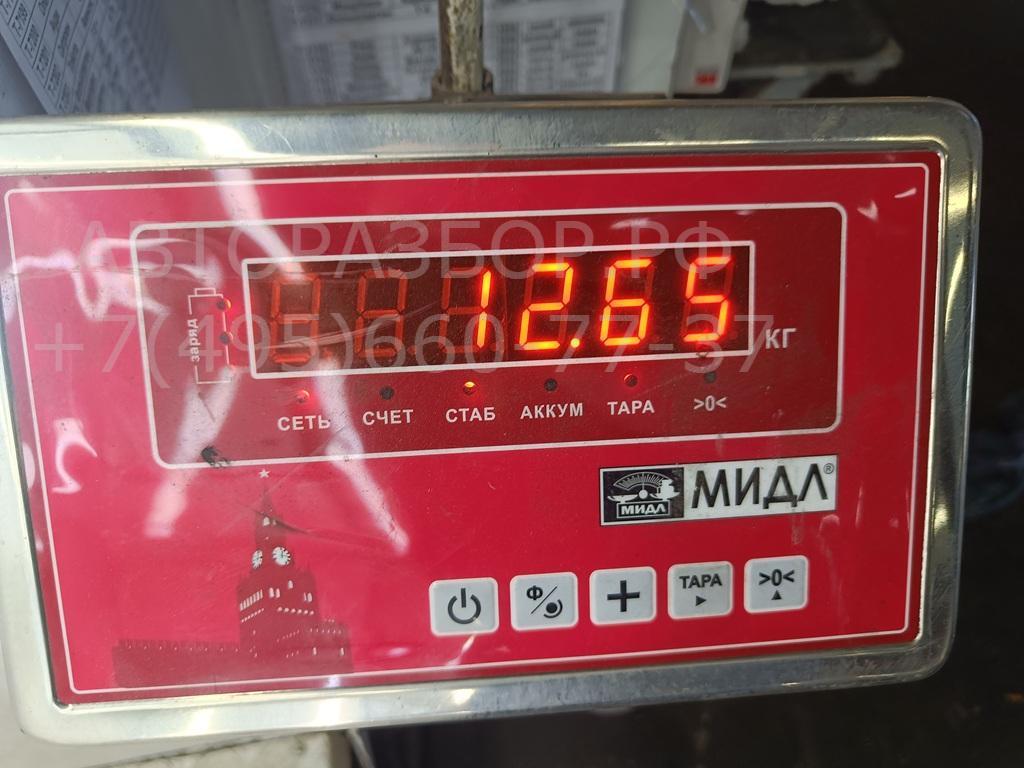 АВТОРАЗБОР.РФ
+7(495)660-77-37
12.65
кг
заряд
СЕТЬ СЧЕТ СТАБ АККУМ ТАРА >0<
МИДЛ МИДЛ®
Ф/ + ТАРА >0<